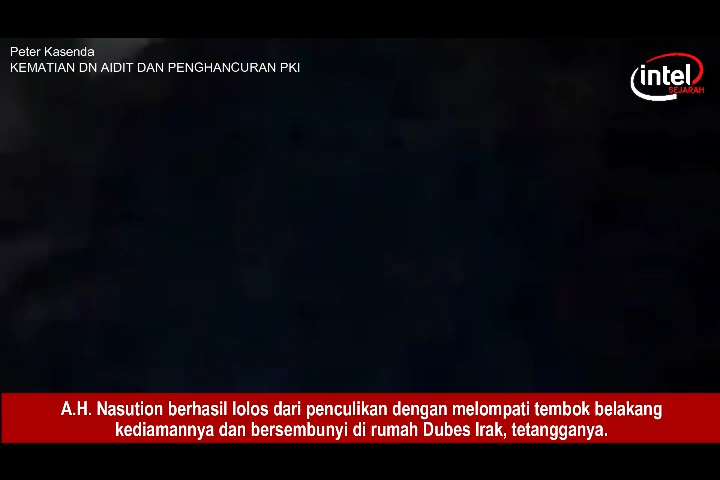 Peter Kasenda
KEMATIAN DN AIDIT DAN PENGHANCURAN PKI
intel
SEJARAH
A.H. Nasution berhasil lolos dari penculikan dengan melompati tembok belakang
kediamannya dan bersembunyi di rumah Dubes Irak, tetangganya.